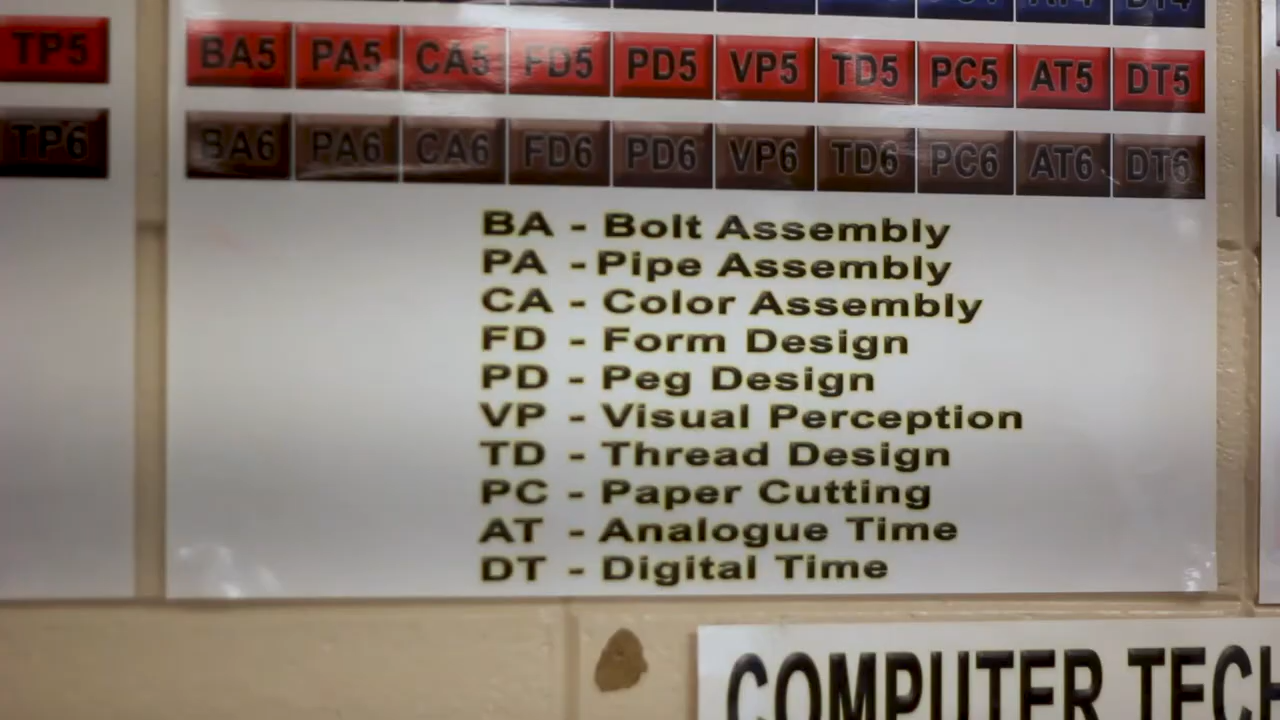 DT4
TP5 BA5 PA5 CA5 FD5 PD5 VP5 TD5 PC5 AT5 DT5
TP6 BA6 PA6 CA6 FD6 PD6 VP6 TD6 PC6 AT6 DT6
BA - Bolt Assembly
PA - Pipe Assembly
CA - Color Assembly
FD - Form Design
PD - Peg Design
VP - Visual Perception
TD - Thread Design
PC - Paper Cutting
AT - Analogue Time
DT - Digital Time
COMPUTER TECH